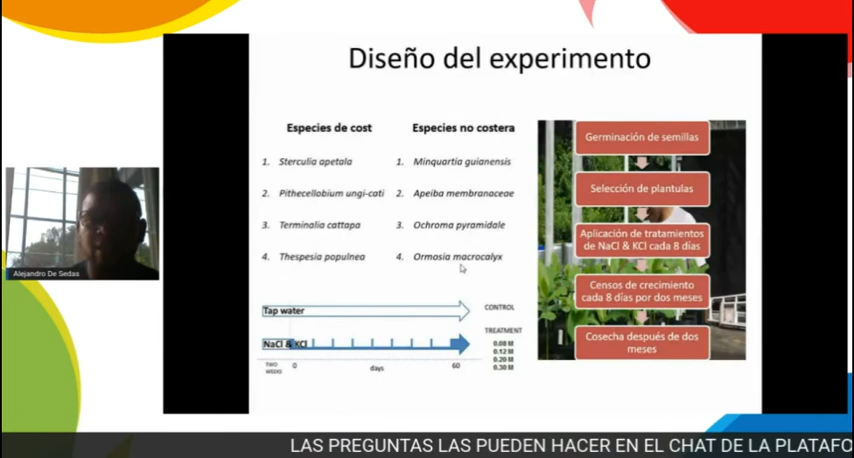 Diseño del experimento
Especies de cost
1. Sterculia apetala
2. Pithecellobium ungi-cati
3. Terminalia cattapa
4. Thespesia populnea
Especies no costera
1. Minquartia guianensis
2. Apeiba membranaceae
3. Ochroma pyramidale
4. Ormosia macrocalyx
Germinación de semillas
Selección de plantulas
Aplicación de tratamientos
de NaCl & KCl cada 8 días
Censos de crecimiento
cada 8 días por dos meses
Cosecha después de dos
meses
Tap water
CONTROL
NaCl & KCl
TREATMENT
0.08 M
0.12 M
0.20 M
0.30 M
TWO
WEEKS
0
days
60
Alejandro De Sedas
LAS PREGUNTAS LAS PUEDEN HACER EN EL CHAT DE LA PLATAFO